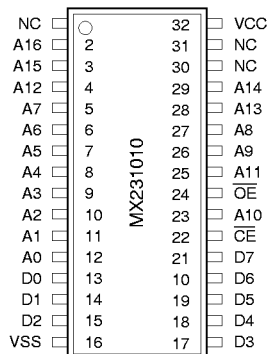 NC 32 VCC
A16 2 31 NC
A15 3 30 NC
A12 4 29 A14
A7 5 28 A13
A6 6 27 A8
A5 7 26 A9
A4 8 25 A11
A3 9 24 OE
A2 10 23 A10
A1 11 22 CE
A0 12 21 D7
D0 13 10 D6
D1 14 19 D5
D2 15 18 D4
VSS 16 17 D3
MX231010